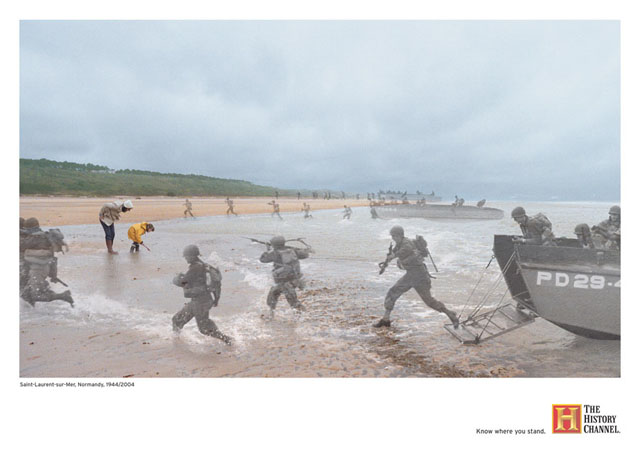 PD 29-
Saint-Laurent-sur-Mer, Normandy, 1944/2004
Know where you stand.
H
THE
HISTORY
CHANNEL.